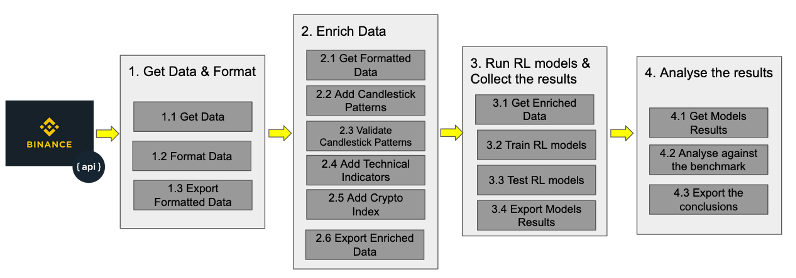 BINANCE
{ api }
1. Get Data & Format
1.1 Get Data
1.2 Format Data
1.3 Export
Formatted Data
2. Enrich Data
2.1 Get Formatted
Data
2.2 Add Candlestick
Patterns
2.3 Validate
Candlestick Patterns
2.4 Add Technical
Indicators
2.5 Add Crypto
Index
2.6 Export Enriched
Data
3. Run RL models &
Collect the results
3.1 Get Enriched Data
3.2 Train RL models
3.3 Test RL models
3.4 Export Models
Results
4. Analyse the results
4.1 Get Models
Results
4.2 Analyse against
the benchmark
4.3 Export the
conclusions